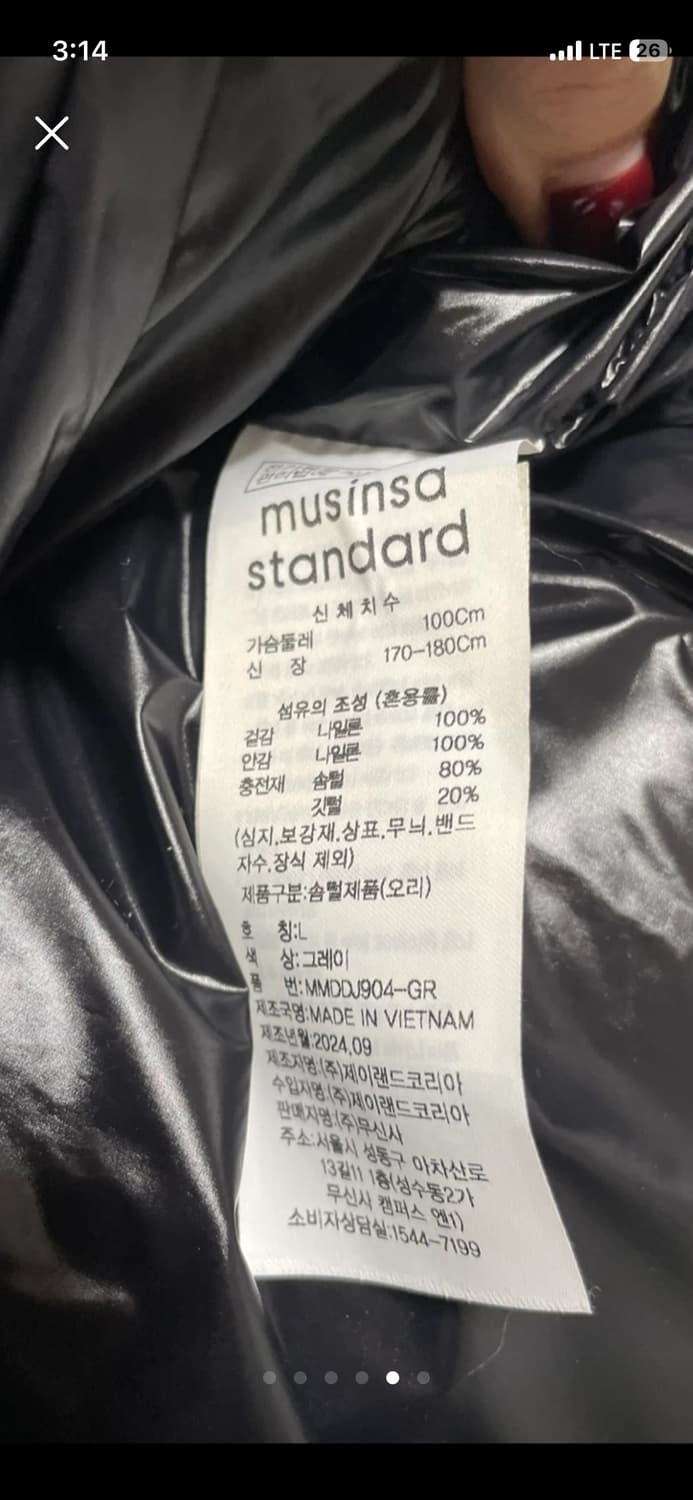 3:14
LTE 26
musinsa
standard
신체치수
가슴둘레 100Cm
신 장 170-180Cm
섬유의 조성 (혼용률)
겉감 나일론 100%
안감 나일론 100%
충전재 솜털 80%
깃털 20%
(심지.보강재.상표.무늬.밴드
자수.장식 제외)
제품구분:솜털제품(오리)
호 칭:L
색 상:그레이
품 번:MMDDJ904-GR
제조국명:MADE IN VIETNAM
제조년월:2024.09
제조자명:(주)제이랜드코리아
수입자명:(주)제이랜드코리아
판매자명:(주)무신사
주소:서울시 성동구 아차산로
13길11 1층(성수동2가
무신사 캠퍼스 엔1)
소비자상담실:1544-7199